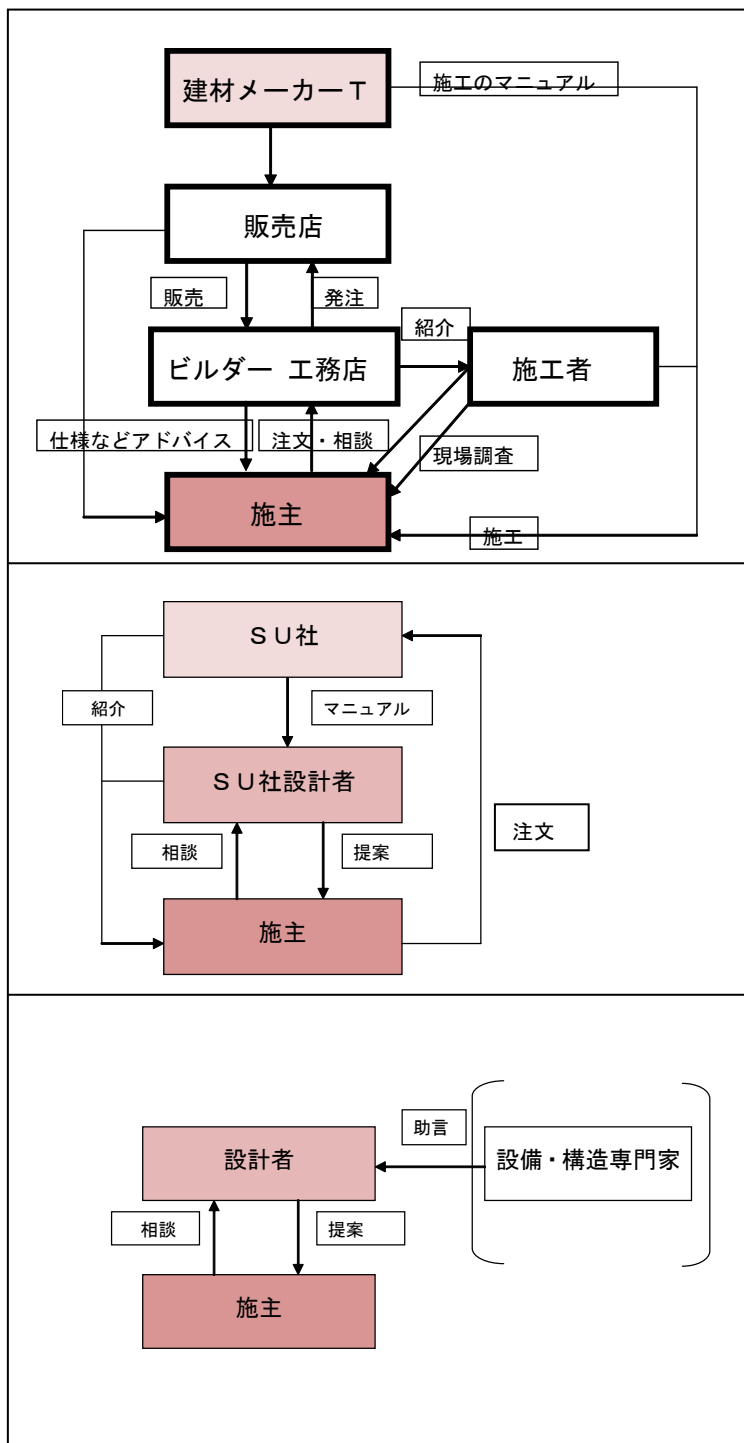 建材メーカーＴ
施工のマニュアル
販売店
販売
発注
紹介
ビルダー 工務店
施工者
仕様などアドバイス
注文・相談
現場調査
施主
施工
ＳＵ社
紹介
マニュアル
ＳＵ社設計者
注文
相談
提案
施主
助言
設計者
設備・構造専門家
相談
提案
施主